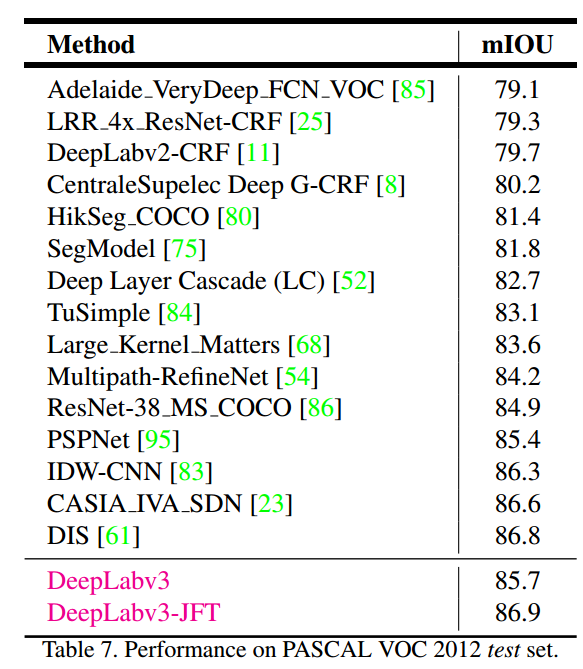 Method mIOU
Adelaide_VeryDeep_FCN_VOC [85] 79.1
LRR_4x_ResNet-CRF [25] 79.3
DeepLabv2-CRF [11] 79.7
CentraleSupelec Deep G-CRF [8] 80.2
HikSeg_COCO [80] 81.4
SegModel [75] 81.8
Deep Layer Cascade (LC) [52] 82.7
TuSimple [84] 83.1
Large_Kernel_Matters [68] 83.6
Multipath-RefineNet [54] 84.2
ResNet-38_MS_COCO [86] 84.9
PSPNet [95] 85.4
IDW-CNN [83] 86.3
CASIA_IVA_SDN [23] 86.6
DIS [61] 86.8
DeepLabv3 85.7
DeepLabv3-JFT 86.9
Table 7. Performance on PASCAL VOC 2012 test set.